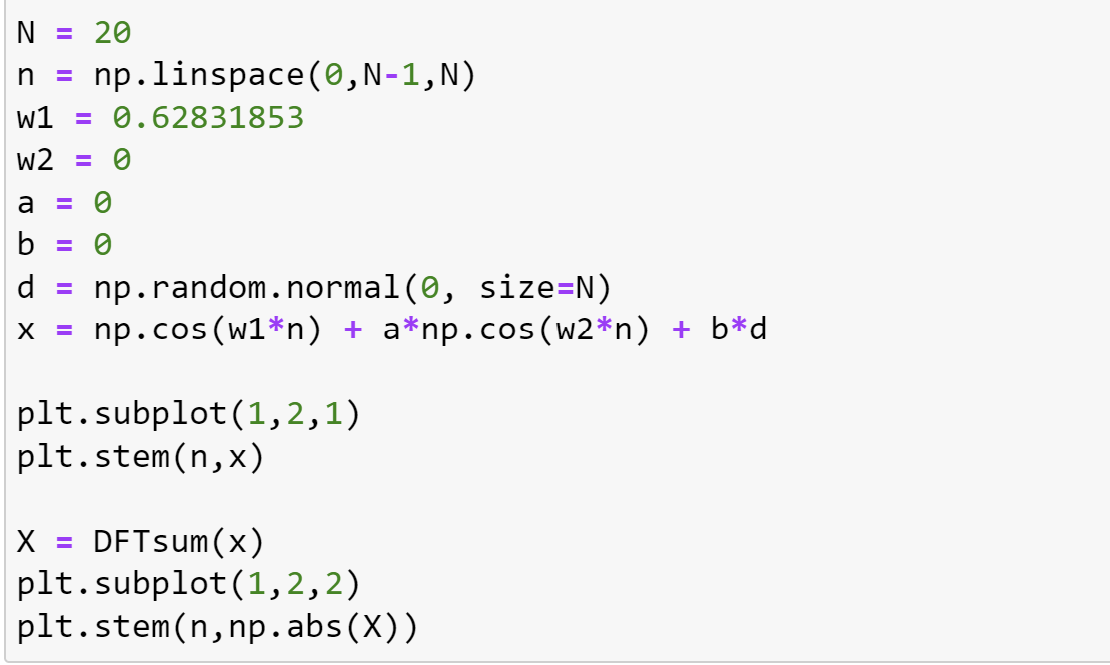 N = 20
n = np.linspace(0,N-1,N)
w1 = 0.62831853
w2 = 0
a = 0
b = 0
d = np.random.normal(0, size=N)
x = np.cos(w1*n) + a*np.cos(w2*n) + b*d
plt.subplot(1,2,1)
plt.stem(n,x)
X = DFTsum(x)
plt.subplot(1,2,2)
plt.stem(n,np.abs(X))